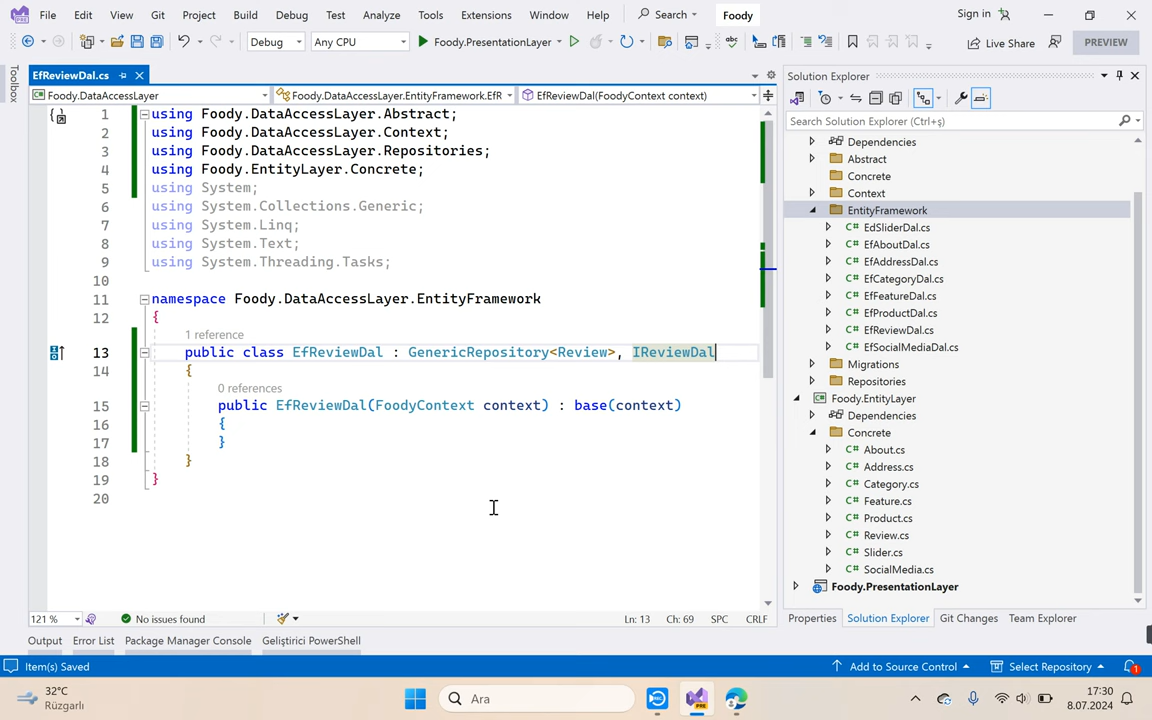 File Edit View Git Project Build Debug Test Analyze Tools Extensions Window Help Search Foody Sign in
Debug Any CPU Foody.PresentationLayer Live Share PREVIEW
Toolbox
EfReviewDal.cs
Foody.DataAccessLayer Foody.DataAccessLayer.EntityFramework.EfR EfReviewDal(FoodyContext context)
1 using Foody.DataAccessLayer.Abstract;
2 using Foody.DataAccessLayer.Context;
3 using Foody.DataAccessLayer.Repositories;
4 using Foody.EntityLayer.Concrete;
5 using System;
6 using System.Collections.Generic;
7 using System.Linq;
8 using System.Text;
9 using System.Threading.Tasks;
10
11 namespace Foody.DataAccessLayer.EntityFramework
12 {
1 reference
13 public class EfReviewDal : GenericRepository<Review>, IReviewDal
14 {
0 references
15 public EfReviewDal(FoodyContext context) : base(context)
16 {
17 }
18 }
19 }
20
121 % No issues found Ln: 13 Ch: 69 SPC CRLF
Solution Explorer
Search Solution Explorer (Ctrl+ş)
Dependencies
Abstract
Concrete
Context
EntityFramework
C# EdSliderDal.cs
C# EfAboutDal.cs
C# EfAddressDal.cs
C# EfCategoryDal.cs
C# EfFeatureDal.cs
C# EfProductDal.cs
C# EfReviewDal.cs
C# EfSocialMediaDal.cs
Migrations
Repositories
Foody.EntityLayer
Dependencies
Concrete
C# About.cs
C# Address.cs
C# Category.cs
C# Feature.cs
C# Product.cs
C# Review.cs
C# Slider.cs
C# SocialMedia.cs
Foody.PresentationLayer
Properties Solution Explorer Git Changes Team Explorer
Output Error List Package Manager Console Geliştirici PowerShell
Item(s) Saved Add to Source Control Select Repository 1
32°C
Rüzgarlı
Ara
17:30
8.07.2024